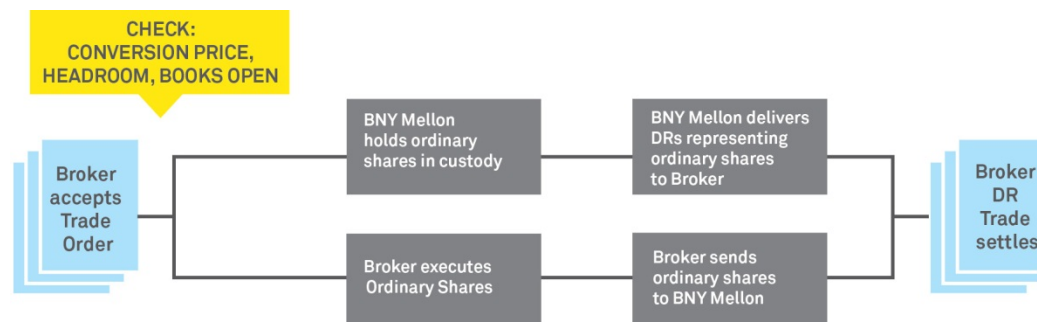 CHECK:
CONVERSION PRICE,
HEADROOM, BOOKS OPEN
Broker
accepts
Trade
Order
BNY Mellon
holds ordinary
shares in custody
BNY Mellon delivers
DRs representing
ordinary shares
to Broker
Broker executes
Ordinary Shares
Broker sends
ordinary shares
to BNY Mellon
Broker
DR
Trade
settles